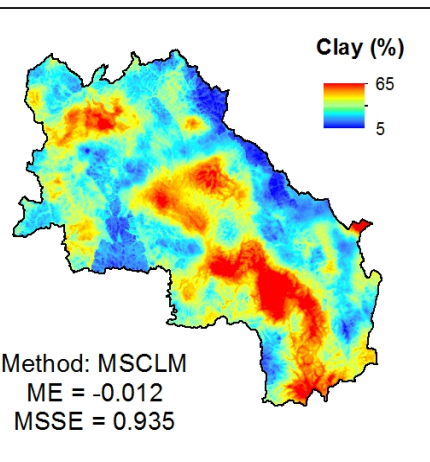 Clay (%)
65
5
Method: MSCLM
ME = -0.012
MSSE = 0.935